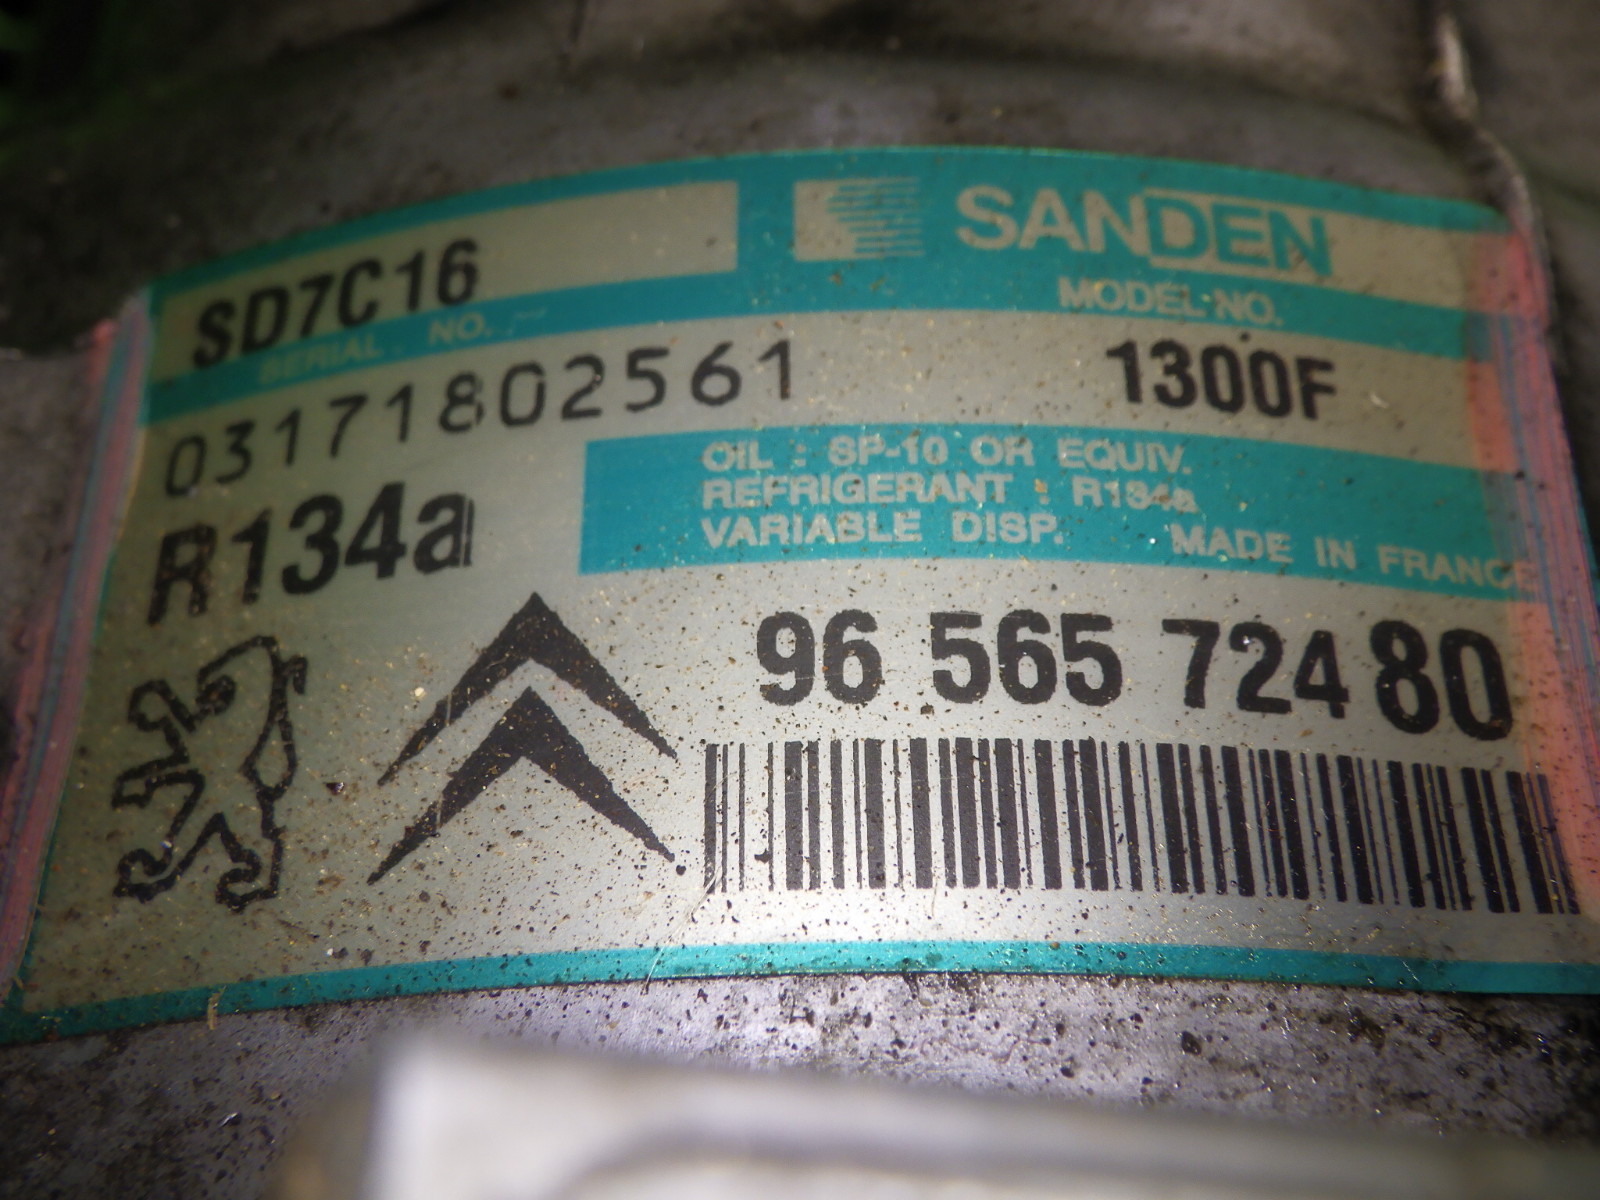 SD7C16
SANDEN
SERIAL NO.
MODEL NO.
03171802561
1300F
R134a
OIL : SP-10 OR EQUIV.
REFRIGERANT : R134a
VARIABLE DISP. MADE IN FRANCE
96 565 724 80